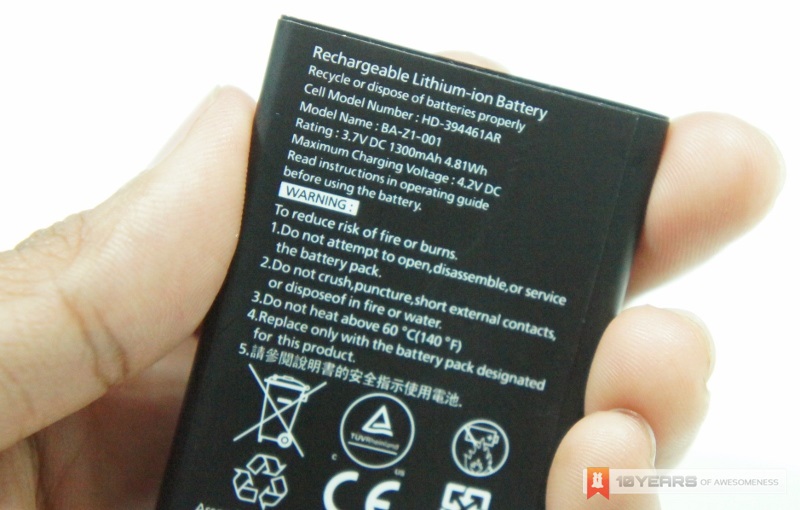 Rechargeable Lithium-ion Battery
Recycle or dispose of batteries properly
Cell Model Number : HD-394461AR
Model Name : BA-Z1-001
Rating : 3.7V DC 1300mAh 4.81Wh
Maximum Charging Voltage : 4.2V DC
Read instructions in operating guide
before using the battery.
WARNING :
To reduce risk of fire or burns.
1.Do not attempt to open,disassemble,or service
the battery pack.
2.Do not crush,puncture,short external contacts,
or disposeof in fire or water.
3.Do not heat above 60 °C(140 °F)
4.Replace only with the battery pack designated
for this product.
5.請參閱說明書的安全指示使用電池.
TÜVRheinland
c us
CE
10YEARS OF AWESOMENESS